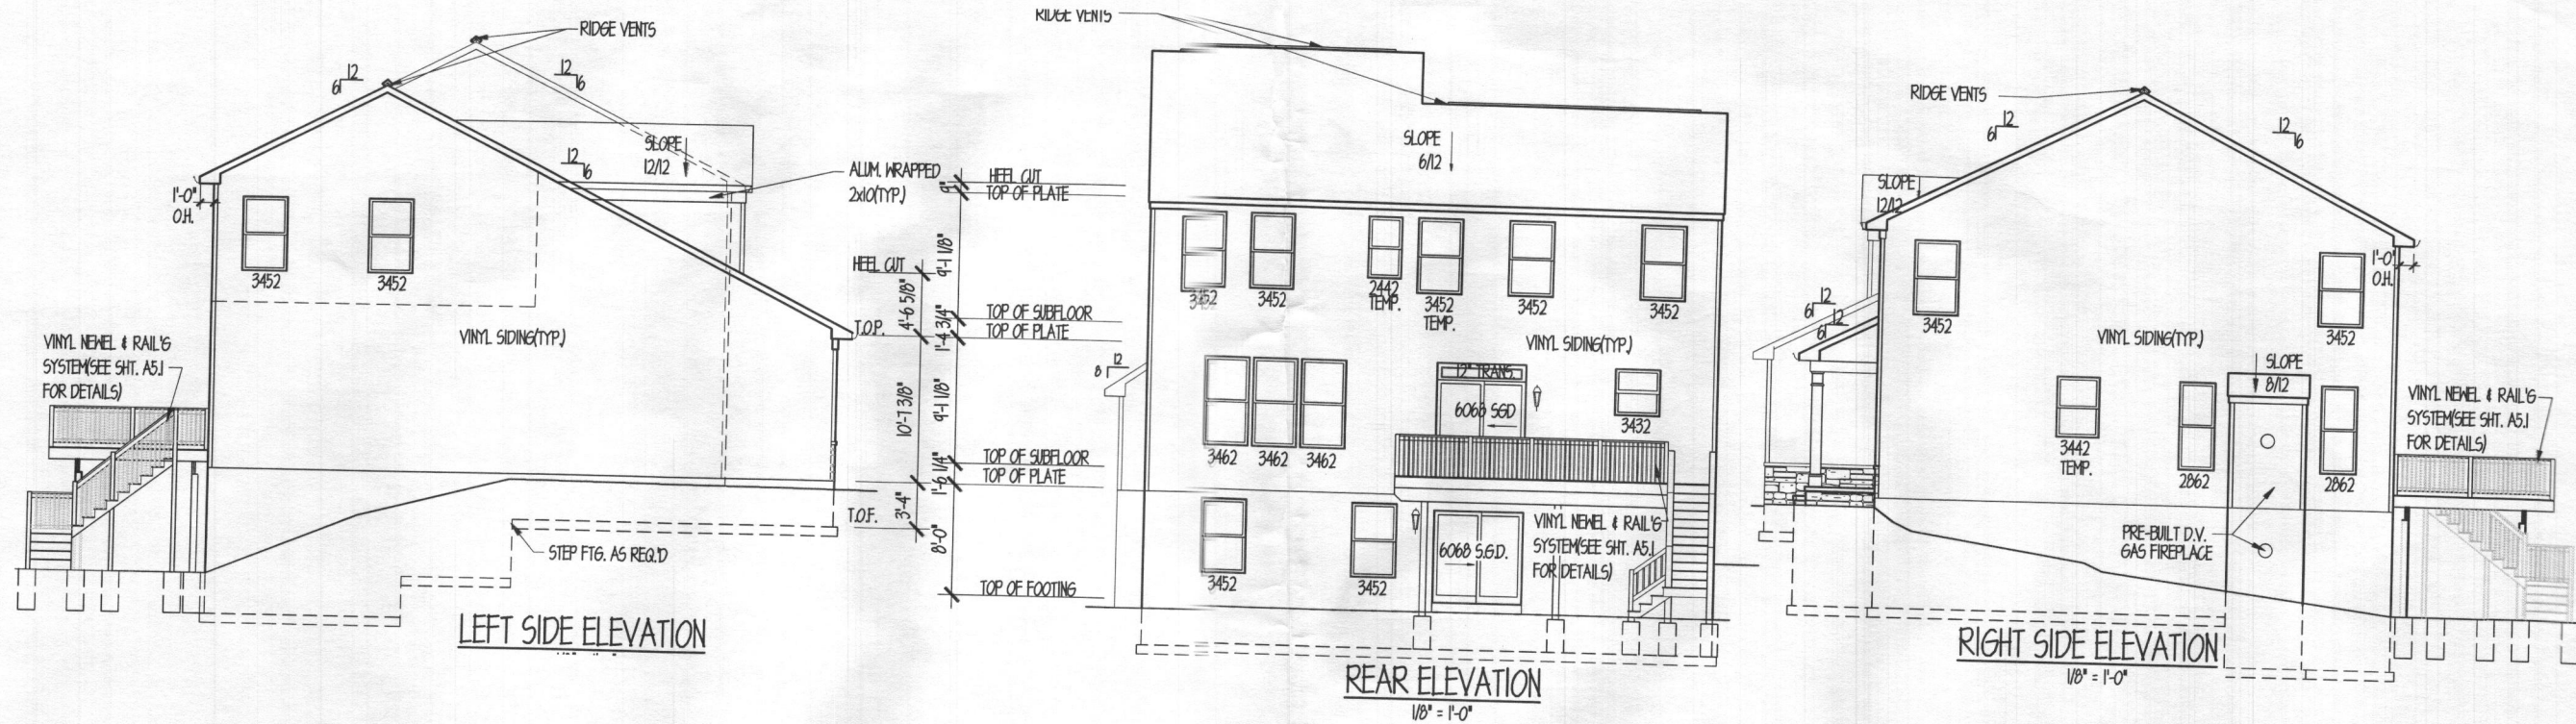 RIDGE VENTS
12
6
12
6
SLOPE
12/12
12
6
ALUM. WRAPPED
2x10(TYP.)
1'-0"
O.H.
3452
3452
VINYL SIDING(TYP.)
VINYL NEWEL & RAIL'G
SYSTEM(SEE SHT. A5.1
FOR DETAILS)
HEEL CUT
4'-6 5/8"
T.O.P.
10'-7 3/8"
3'-4"
T.O.F.
STEP FTG. AS REQ.'D
LEFT SIDE ELEVATION
RIDGE VENTS
SLOPE
6/12
9"
HEEL CUT
TOP OF PLATE
9'-1 1/8"
TOP OF SUBFLOOR
1'-4 3/4"
TOP OF PLATE
9'-1 1/8"
TOP OF SUBFLOOR
1'-6 1/4"
TOP OF PLATE
8'-0"
TOP OF FOOTING
12
8
3452
3452
2442
TEMP.
3452
TEMP.
3452
3452
VINYL SIDING(TYP.)
12" TRANS.
6068 SGD
3432
3462
3462
3462
3452
3452
6068 S.G.D.
VINYL NEWEL & RAIL'G
SYSTEM(SEE SHT. A5.1
FOR DETAILS)
REAR ELEVATION
1/8" = 1'-0"
RIDGE VENTS
12
6
12
6
SLOPE
12/12
1'-0"
O.H.
12
6
12
6
3452
3452
VINYL SIDING(TYP.)
SLOPE
8/12
3442
TEMP.
2862
2862
VINYL NEWEL & RAIL'G
SYSTEM(SEE SHT. A5.1
FOR DETAILS)
PRE-BUILT D.V.
GAS FIREPLACE
RIGHT SIDE ELEVATION
1/8" = 1'-0"